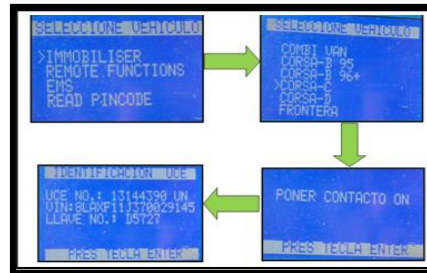 SELECCIONE VEHICULO
>IMMOBILISER
REMOTE FUNCTIONS
EMS
READ PINCODE
SELECCIONE VEHICULO
COMBI VAN
CORSA-B 95
CORSA-B 96+
>CORSA-C
CORSA-D
FRONTERA
PONER CONTACTO ON
PRES TECLA ENTER
IDENTIFICACION UCE
UCE NO.: 13144390 UN
VIN:8LAXF11J370029145
LLAVE NO.: D5727
PRES TECLA ENTER